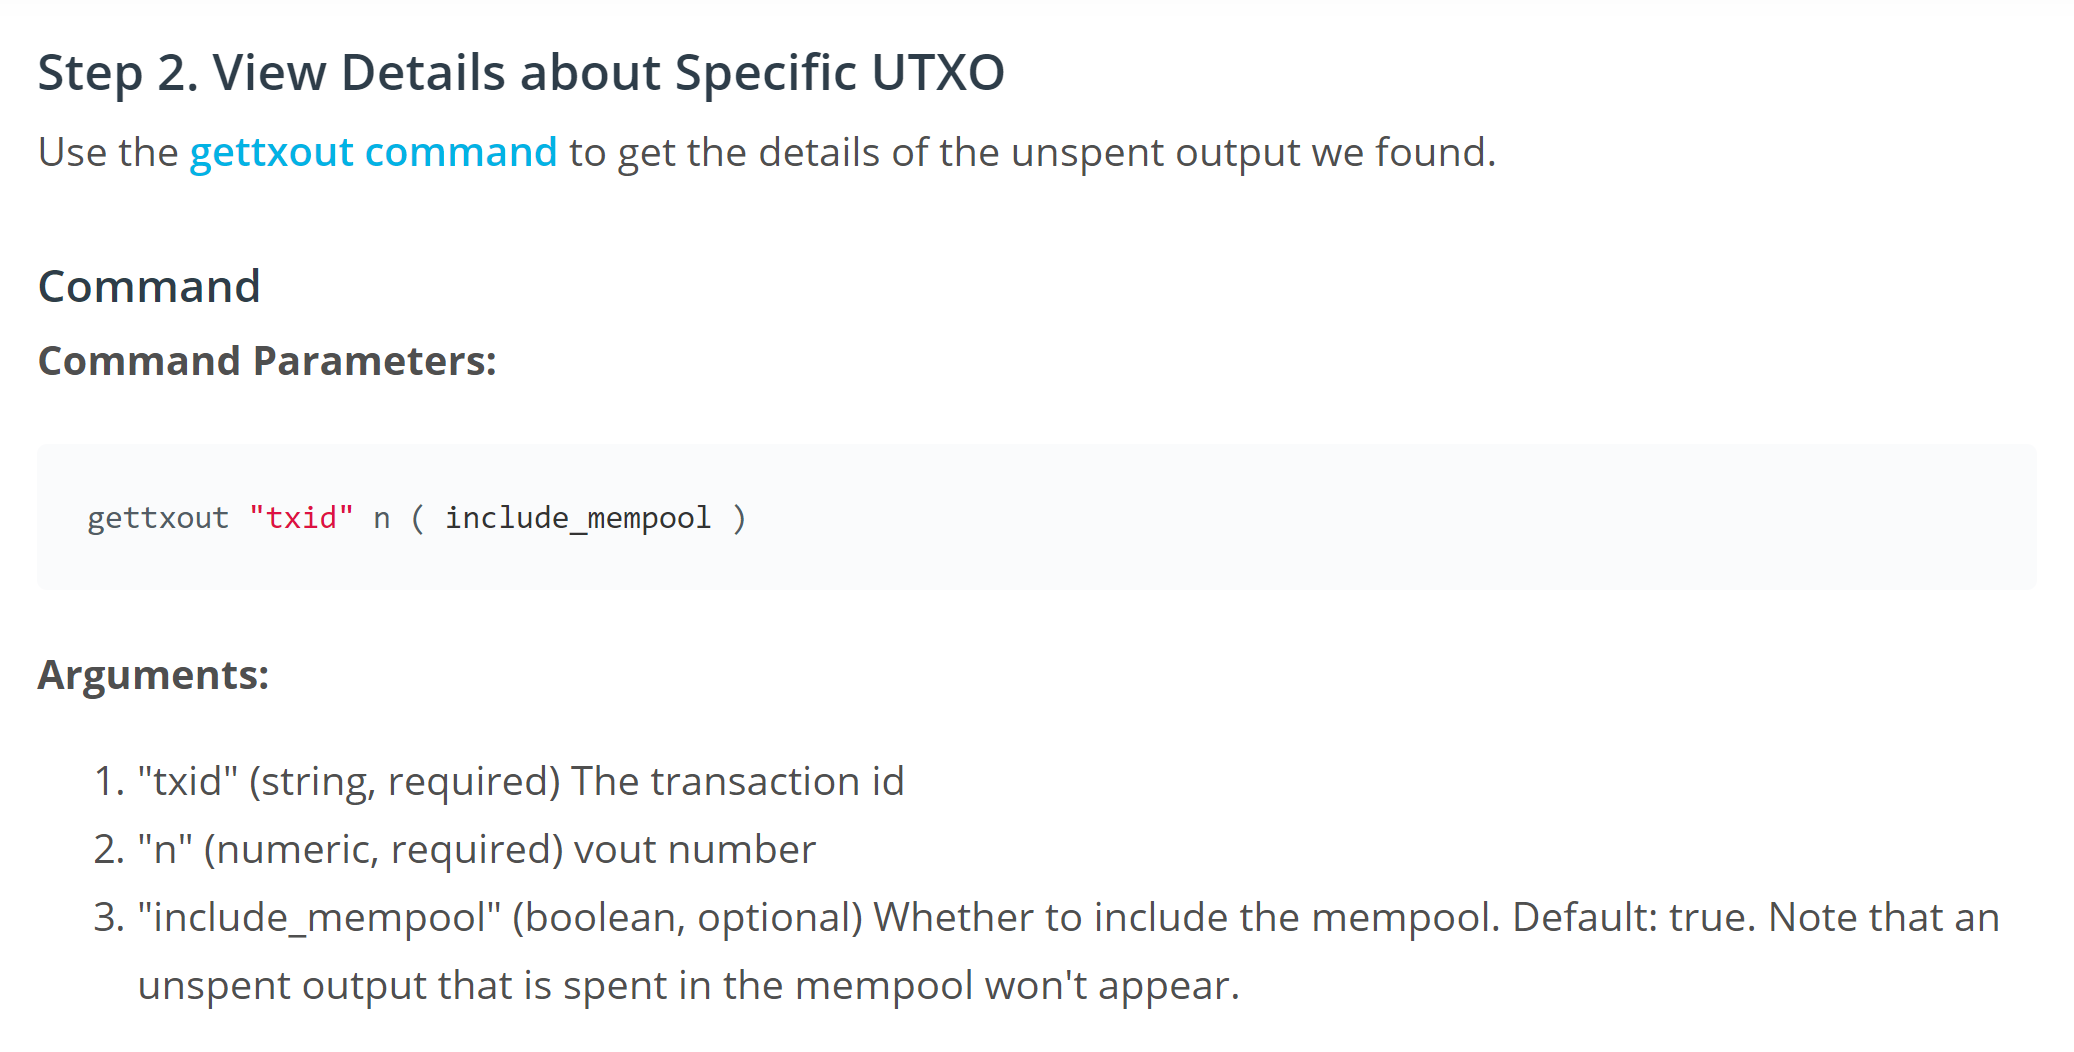 Step 2. View Details about Specific UTXO
Use the gettxout command to get the details of the unspent output we found.
Command
Command Parameters:
gettxout "txid" n ( include_mempool )
Arguments:
1. "txid" (string, required) The transaction id
2. "n" (numeric, required) vout number
3. "include_mempool" (boolean, optional) Whether to include the mempool. Default: true. Note that an
unspent output that is spent in the mempool won't appear.